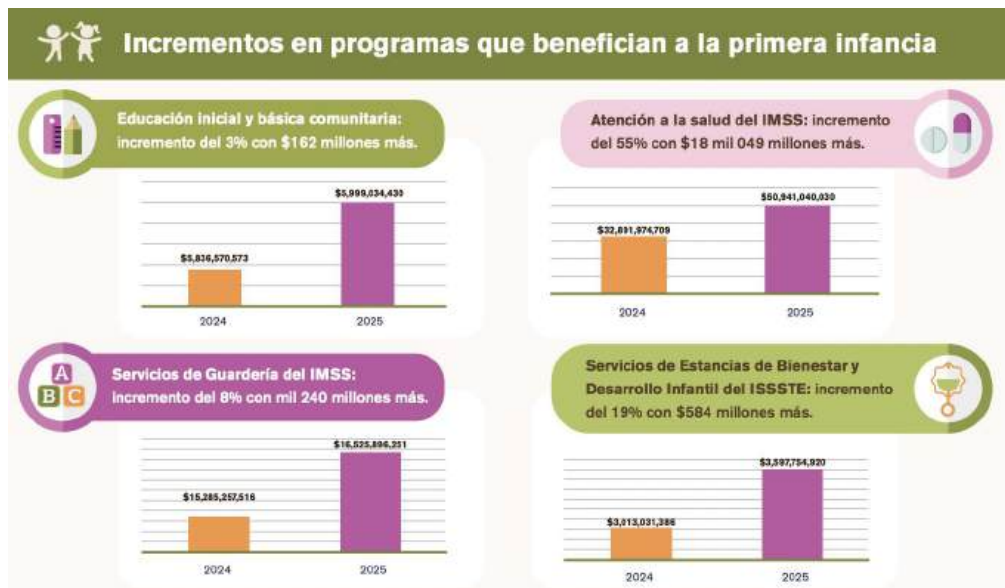 Incrementos en programas que benefician a la primera infancia
Educación inicial y básica comunitaria:
incremento del 3% con $162 millones más.
$5,836,570,573
$5,999,034,430
2024
2025
Atención a la salud del IMSS: incremento
del 55% con $18 mil 049 millones más.
$32,891,974,709
$50,941,040,030
2024
2025
A
B C
Servicios de Guardería del IMSS:
incremento del 8% con mil 240 millones más.
$15,285,257,516
$16,525,896,251
2024
2025
Servicios de Estancias de Bienestar y
Desarrollo Infantil del ISSSTE: incremento
del 19% con $584 millones más.
$3,013,031,386
$3,597,754,920
2024
2025